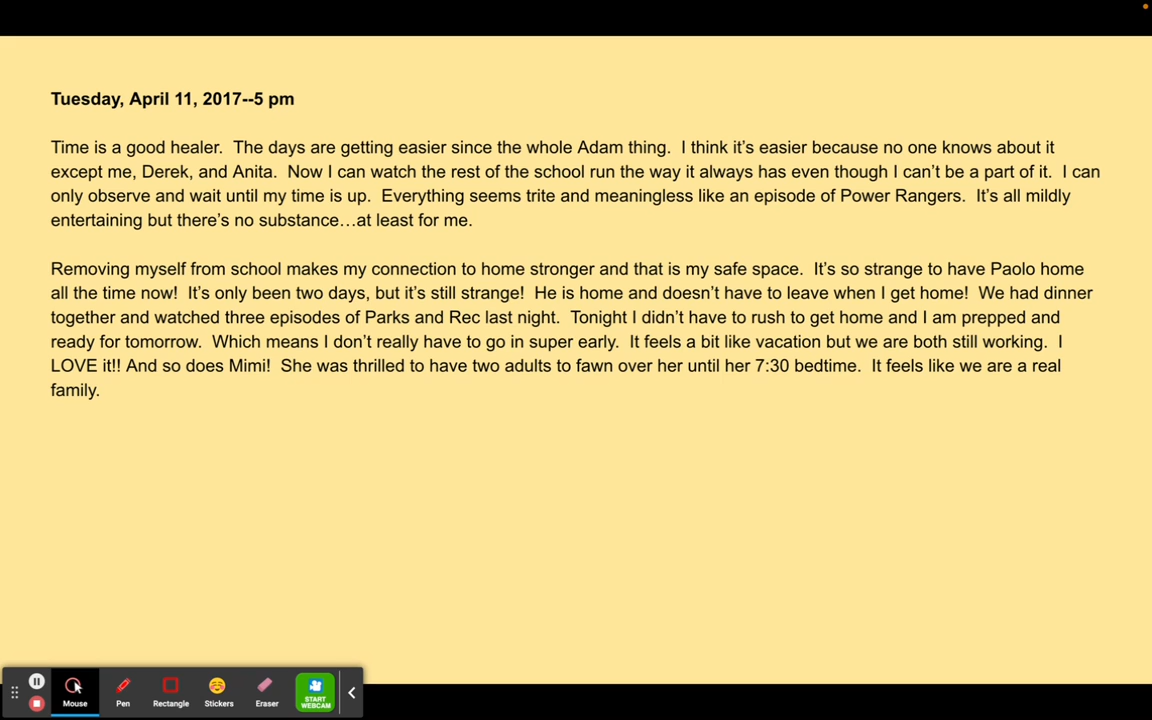 Tuesday, April 11, 2017--5 pm
Time is a good healer.  The days are getting easier since the whole Adam thing.  I think it’s easier because no one knows about it
except me, Derek, and Anita.  Now I can watch the rest of the school run the way it always has even though I can’t be a part of it.  I can
only observe and wait until my time is up.  Everything seems trite and meaningless like an episode of Power Rangers.  It’s all mildly
entertaining but there’s no substance…at least for me.
Removing myself from school makes my connection to home stronger and that is my safe space.  It’s so strange to have Paolo home
all the time now!  It’s only been two days, but it’s still strange!  He is home and doesn’t have to leave when I get home!  We had dinner
together and watched three episodes of Parks and Rec last night.  Tonight I didn’t have to rush to get home and I am prepped and
ready for tomorrow.  Which means I don’t really have to go in super early.  It feels a bit like vacation but we are both still working.  I
LOVE it!! And so does Mimi!  She was thrilled to have two adults to fawn over her until her 7:30 bedtime.  It feels like we are a real
family.
Mouse
Pen
Rectangle
Stickers
Eraser
START
WEBCAM